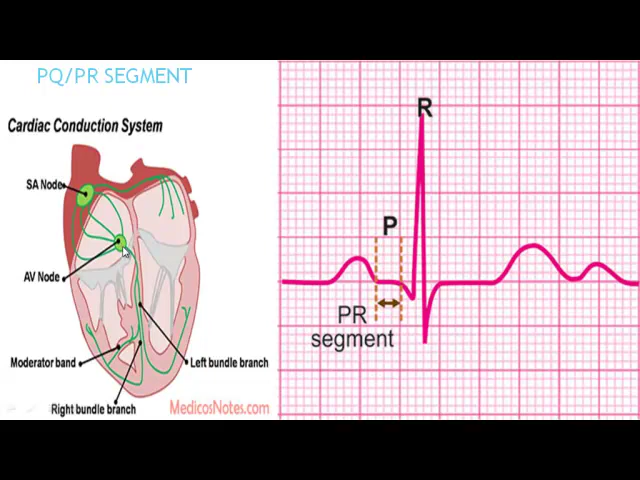 PQ/PR SEGMENT
Cardiac Conduction System
SA Node
AV Node
Moderator band
Left bundle branch
Right bundle branch
MedicosNotes.com
R
P
PR
segment